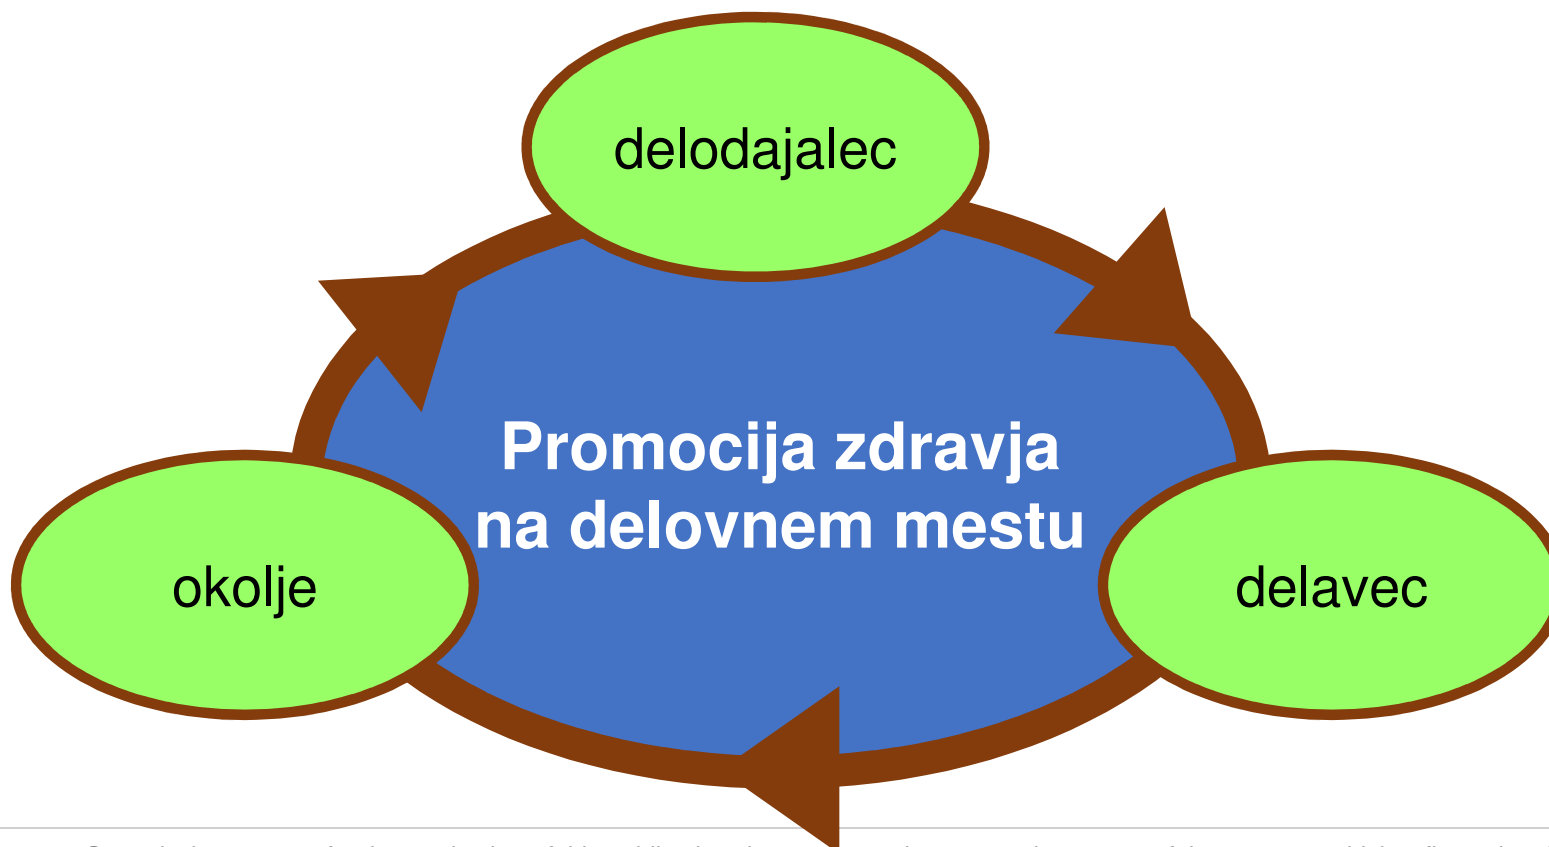 delodajalec
Promocija zdravja
na delovnem mestu
okolje
delavec